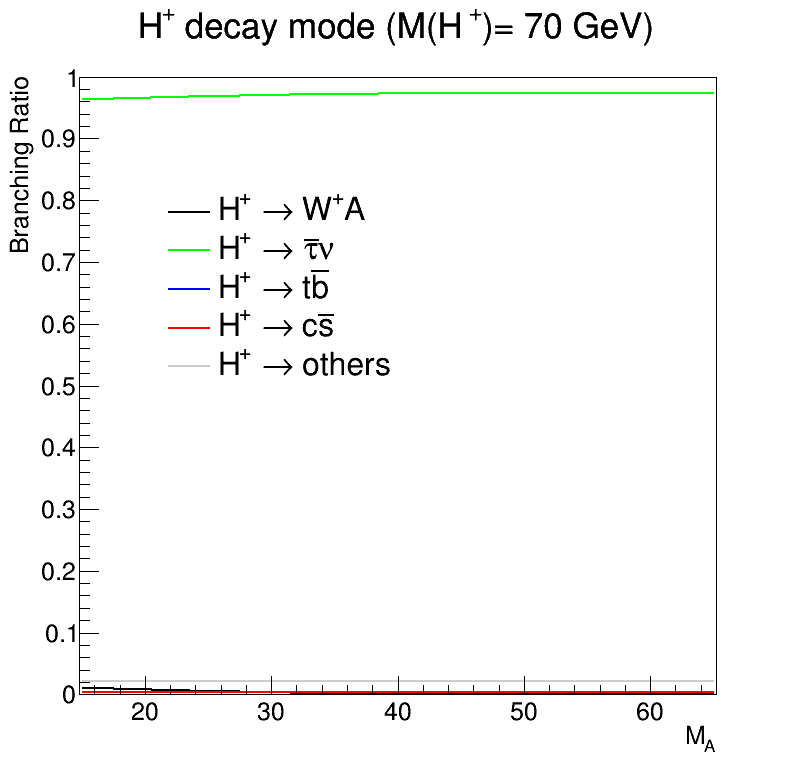 H⁺ decay mode (M(H⁺)= 70 GeV)
Branching Ratio
1
0.9
0.8
0.7
0.6
0.5
0.4
0.3
0.2
0.1
0
H⁺ → W⁺A
H⁺ → τ̅ν
H⁺ → tb̅
H⁺ → cs̅
H⁺ → others
20 30 40 50 60
M_A